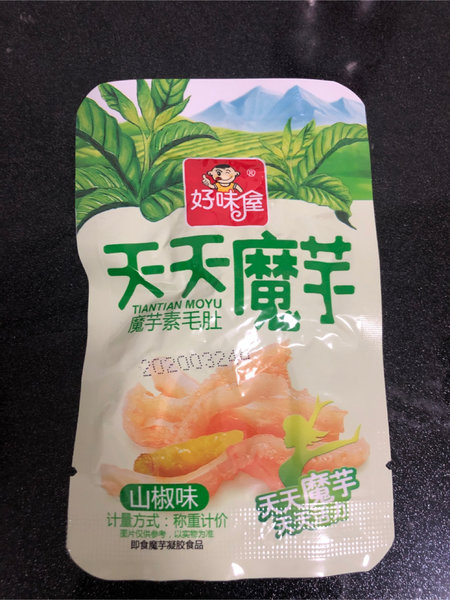 好味屋®
天天魔芋
TIANTIAN MOYU
魔芋素毛肚
山椒味
计量方式：称重计价
图片仅供参考，以实物为准
即食魔芋凝胶食品
天天魔芋